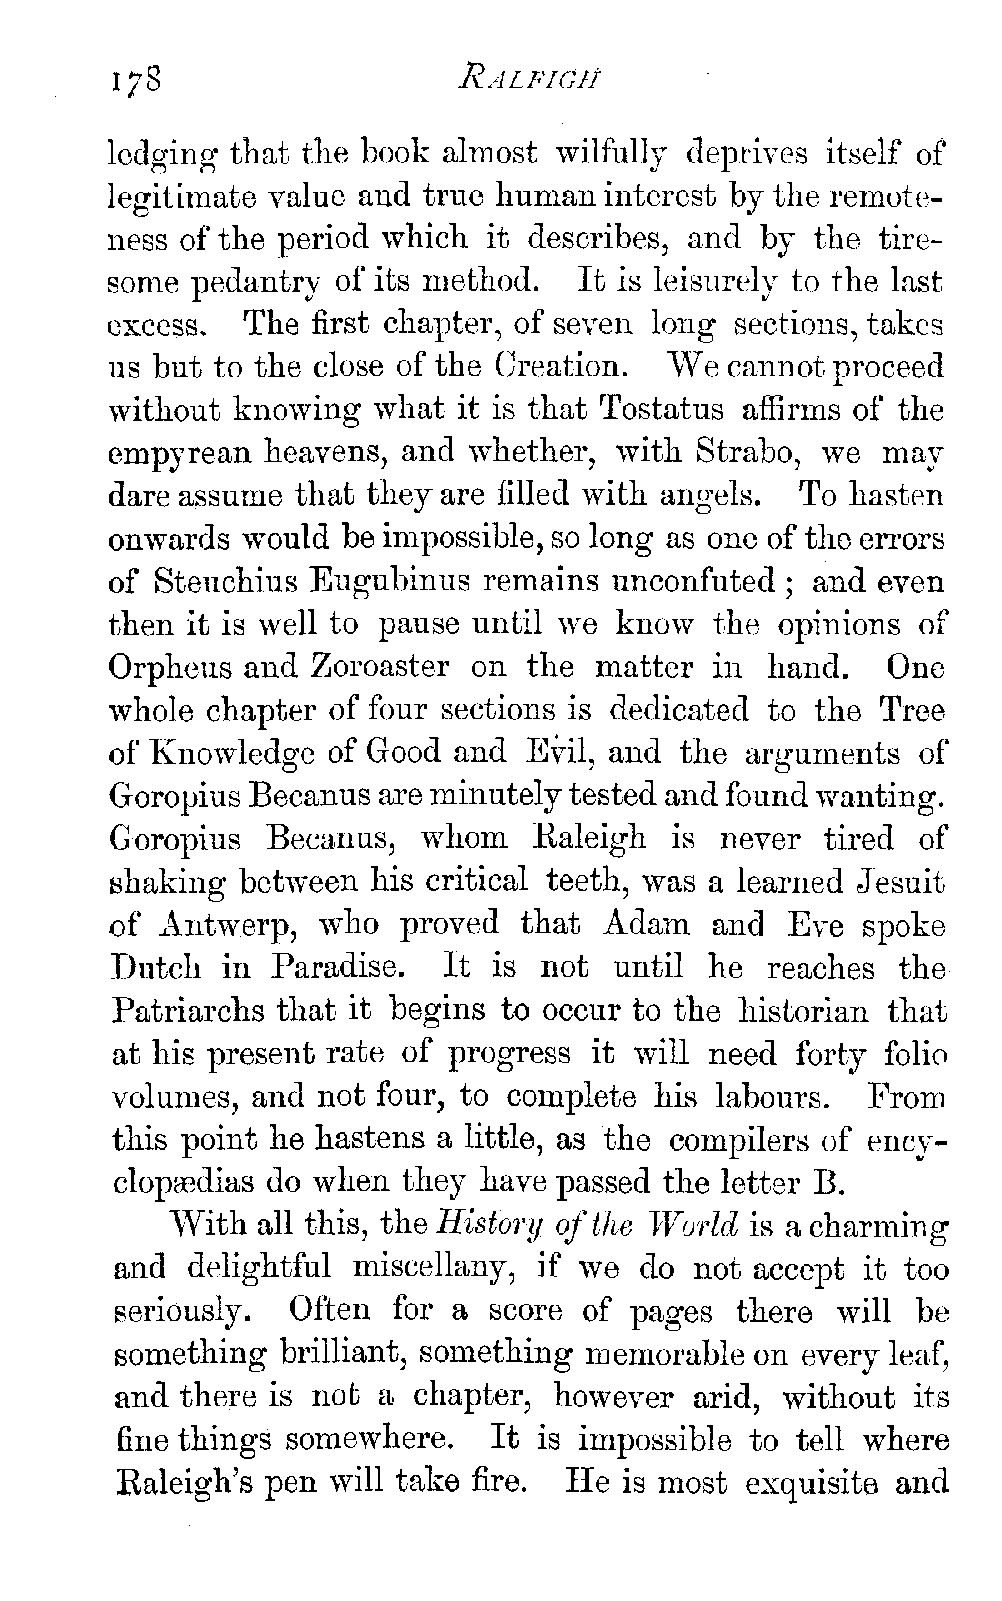 178 RALEIGH
ledging that the book almost wilfully deprives itself of
legitimate value and true human interest by the remote-
ness of the period which it describes, and by the tire-
some pedantry of its method. It is leisurely to the last
excess. The first chapter, of seven long sections, takes
us but to the close of the Creation. We cannot proceed
without knowing what it is that Tostatus affirms of the
empyrean heavens, and whether, with Strabo, we may
dare assume that they are filled with angels. To hasten
onwards would be impossible, so long as one of the errors
of Steuchius Eugubinus remains unconfuted ; and even
then it is well to pause until we know the opinions of
Orpheus and Zoroaster on the matter in hand. One
whole chapter of four sections is dedicated to the Tree
of Knowledge of Good and Evil, and the arguments of
Goropius Becanus are minutely tested and found wanting.
Goropius Becanus, whom Raleigh is never tired of
shaking between his critical teeth, was a learned Jesuit
of Antwerp, who proved that Adam and Eve spoke
Dutch in Paradise. It is not until he reaches the
Patriarchs that it begins to occur to the historian that
at his present rate of progress it will need forty folio
volumes, and not four, to complete his labours. From
this point he hastens a little, as the compilers of ency-
clopædias do when they have passed the letter B.
With all this, the History of the World is a charming
and delightful miscellany, if we do not accept it too
seriously. Often for a score of pages there will be
something brilliant, something memorable on every leaf,
and there is not a chapter, however arid, without its
fine things somewhere. It is impossible to tell where
Raleigh's pen will take fire. He is most exquisite and